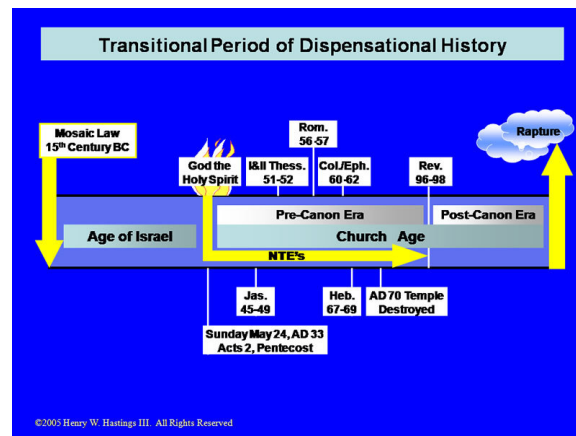 Transitional Period of Dispensational History
Mosaic Law
15th Century BC
God the
Holy Spirit
I&II Thess.
51-52
Rom.
56-57
Col./Eph.
60-62
Rev.
96-98
Rapture
Pre-Canon Era
Post-Canon Era
Age of Israel
Church Age
NTE's
Jas.
45-49
Heb.
67-69
AD 70 Temple
Destroyed
Sunday May 24, AD 33
Acts 2, Pentecost
©2005 Henry W. Hastings III. All Rights Reserved